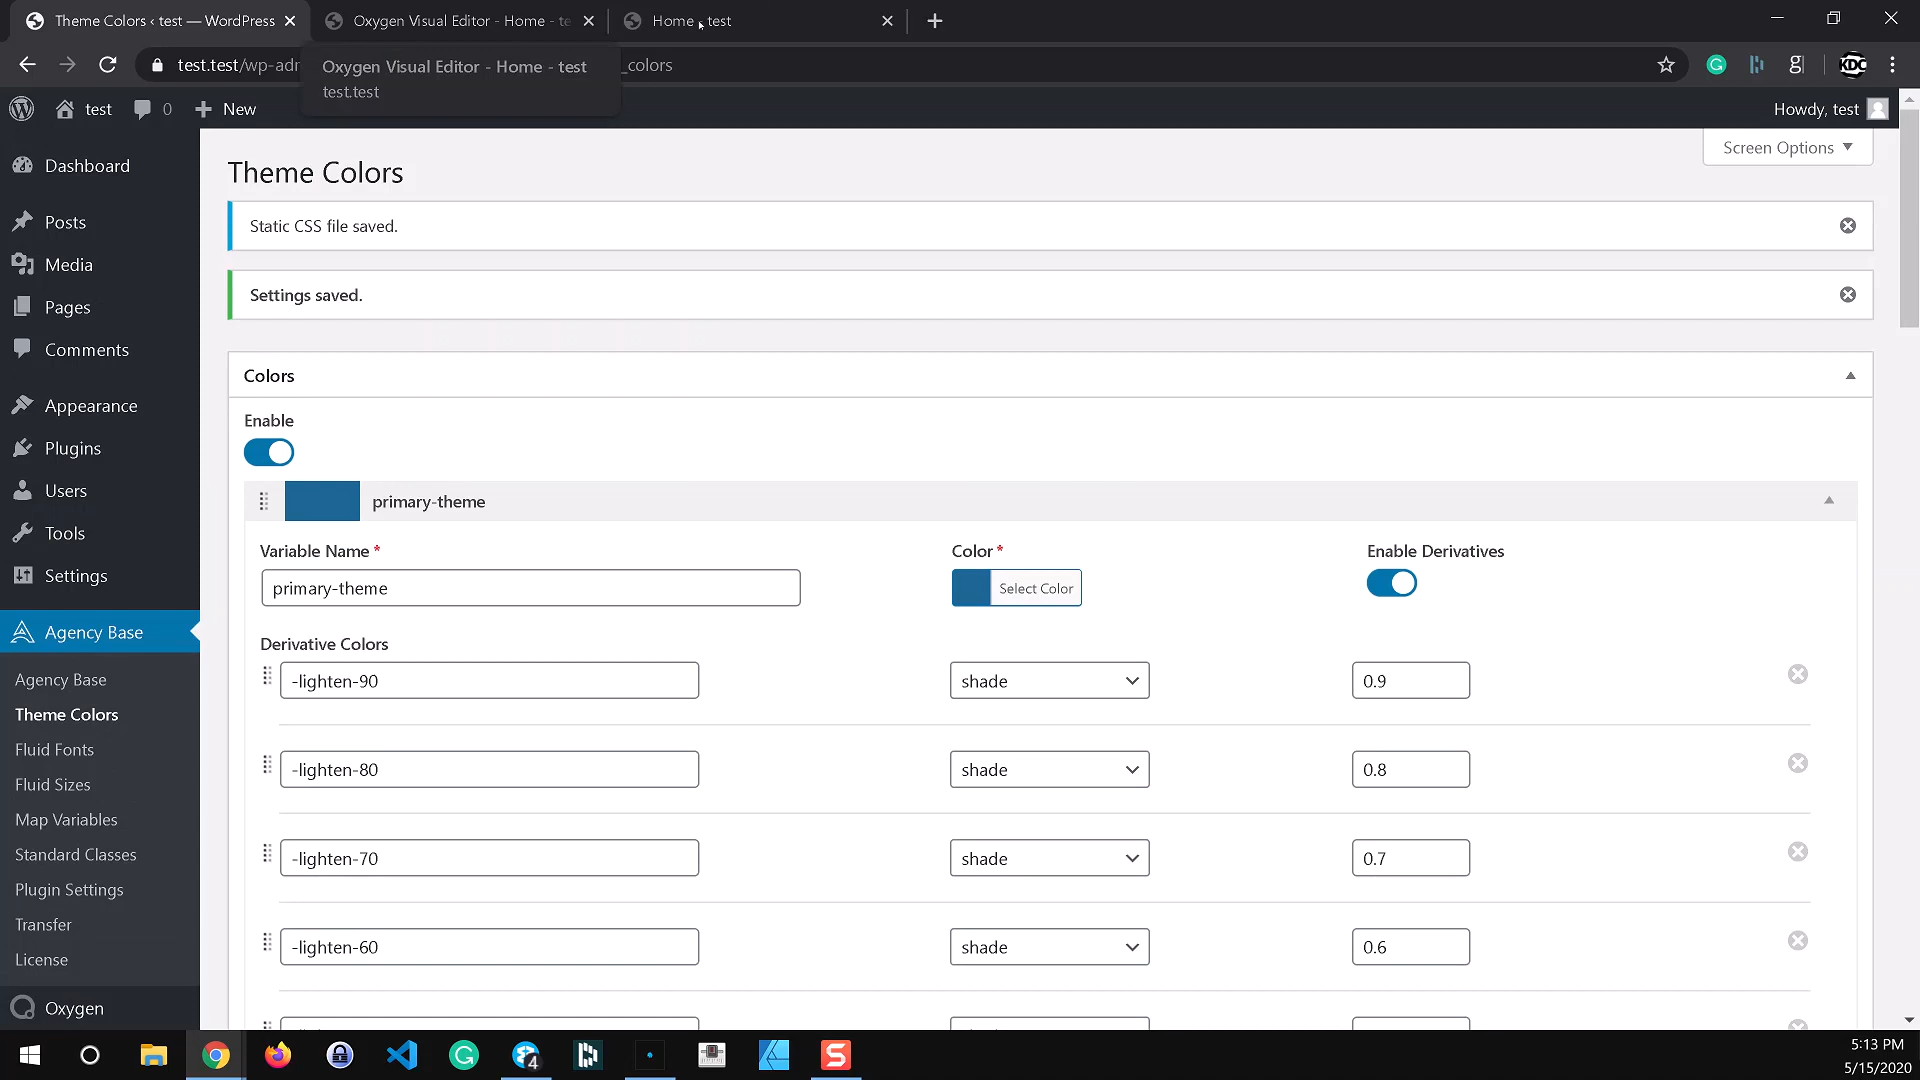 Theme Colors ‹ test — WordPress
Oxygen Visual Editor - Home - te
Home - test
test.test/wp-adm
_colors
Oxygen Visual Editor - Home - test
test.test
test
0
New
Howdy, test
Screen Options
Dashboard
Posts
Media
Pages
Comments
Appearance
Plugins
Users
Tools
Settings
Agency Base
Agency Base
Theme Colors
Fluid Fonts
Fluid Sizes
Map Variables
Standard Classes
Plugin Settings
Transfer
License
Oxygen
Theme Colors
Static CSS file saved.
Settings saved.
Colors
Enable
primary-theme
Variable Name *
Color *
Enable Derivatives
primary-theme
Select Color
Derivative Colors
-lighten-90
shade
0.9
-lighten-80
shade
0.8
-lighten-70
shade
0.7
-lighten-60
shade
0.6
KDC
4
5:13 PM
5/15/2020